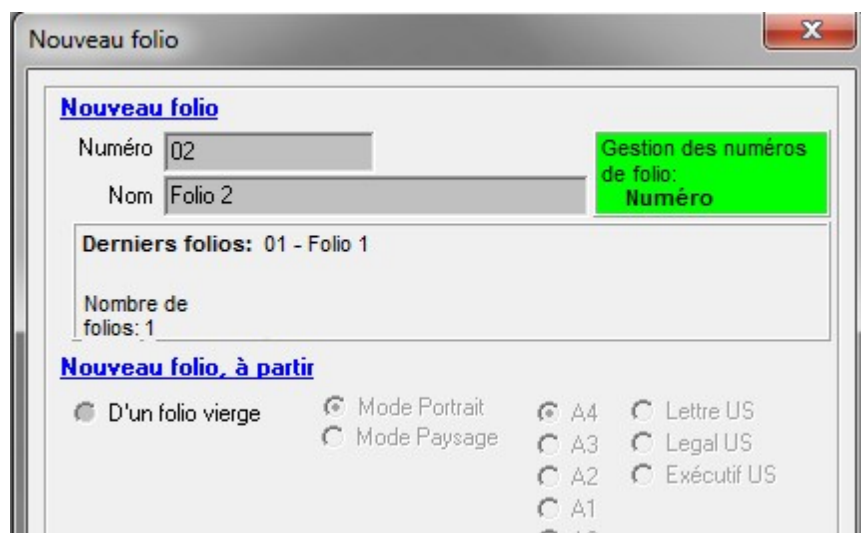 Nouveau folio
Nouveau folio
Numéro 02
Nom Folio 2
Gestion des numéros
de folio:
Numéro
Derniers folios: 01 - Folio 1
Nombre de
folios: 1
Nouveau folio, à partir
D'un folio vierge
Mode Portrait
Mode Paysage
A4
A3
A2
A1
Lettre US
Legal US
Exécutif US